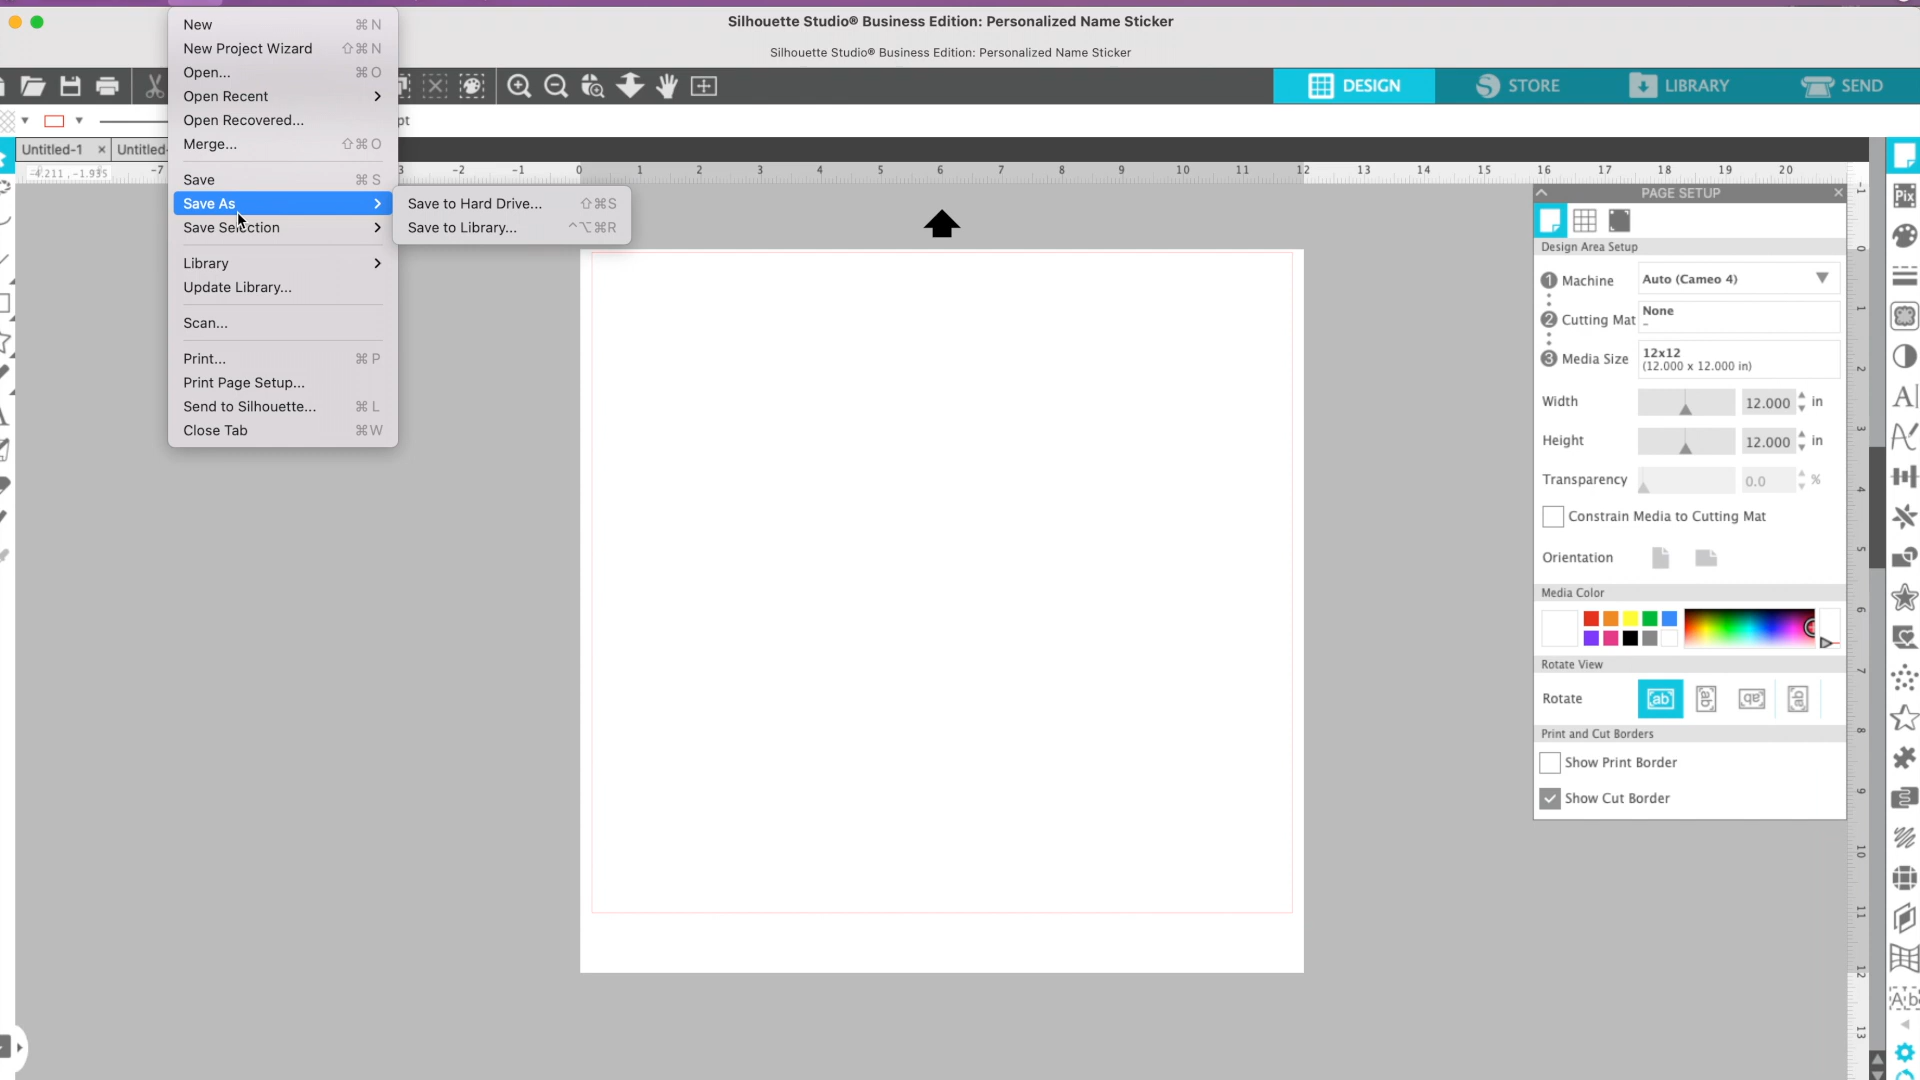 Silhouette Studio® Business Edition: Personalized Name Sticker
Silhouette Studio® Business Edition: Personalized Name Sticker
New ⌘ N
New Project Wizard ⇧⌘ N
Open... ⌘ O
Open Recent
Open Recovered...
Merge... ⇧⌘ O
Save ⌘ S
Save As
Save Selection
Library
Update Library...
Scan...
Print... ⌘ P
Print Page Setup...
Send to Silhouette... ⌘ L
Close Tab ⌘ W
Save to Hard Drive... ⇧⌘S
Save to Library... ^⌥⌘R
DESIGN
STORE
LIBRARY
SEND
pt
Untitled-1
Untitled-
-4.211 , -1.935
-7 3 -2 -1 0 1 2 3 4 5 6 7 8 9 10 11 12 13 14 15 16 17 18 19 20
-1
0
1
2
3
4
5
6
7
8
9
10
11
12
13
PAGE SETUP
Design Area Setup
1 Machine Auto (Cameo 4)
2 Cutting Mat None
–
3 Media Size 12x12
(12.000 x 12.000 in)
Width 12.000 in
Height 12.000 in
Transparency 0.0 %
Constrain Media to Cutting Mat
Orientation
Media Color
Rotate View
Rotate ab ab ab ab
Print and Cut Borders
Show Print Border
Show Cut Border
Pix
A
A|b